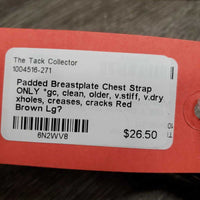 The Tack Collector
1004516-271
Padded Breastplate Chest Strap
ONLY *gc, clean, older, v.stiff, v.dry
xholes, creases, cracks Red
Brown Lg?
6N2WV8
$26.50